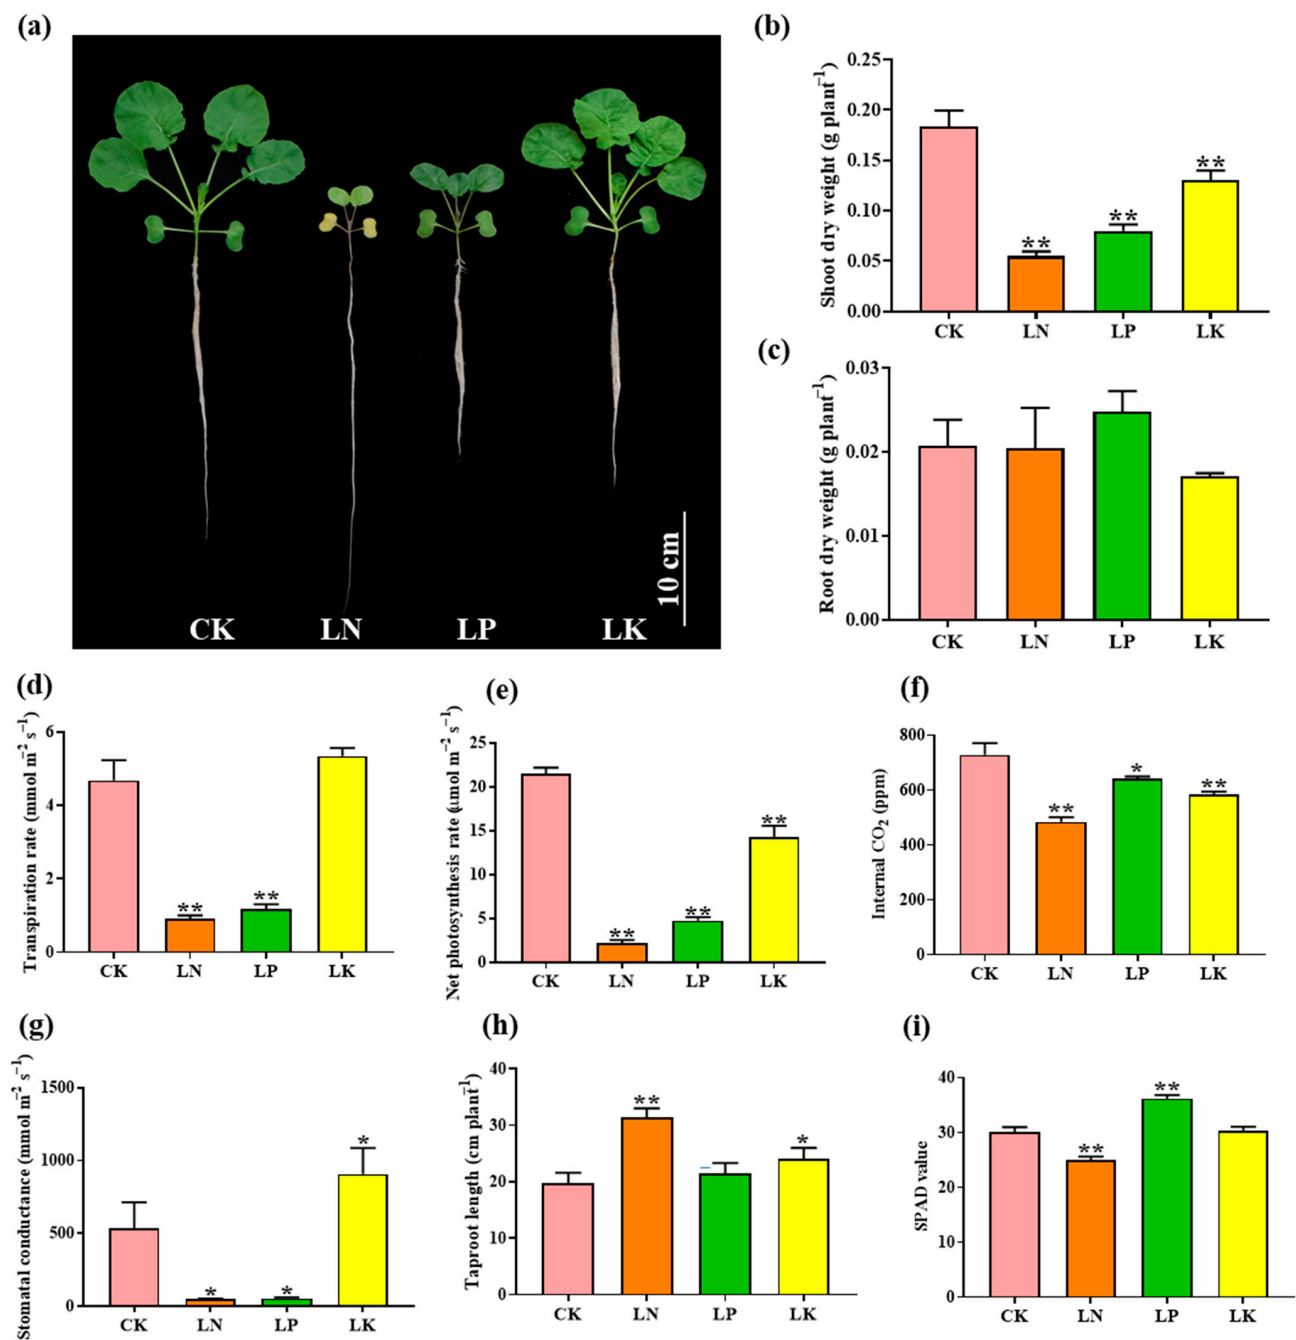 (a)
CK LN LP LK
10 cm
(b)
Shoot dry weight (g plant⁻¹)
0.25
0.20
0.15
0.10
0.05
0.00
** ** **
CK LN LP LK
(c)
Root dry weight (g plant⁻¹)
0.03
0.02
0.01
0.00
CK LN LP LK
(d)
Transpiration rate (mmol m⁻² s⁻¹)
6
4
2
0
** **
CK LN LP LK
(e)
Net photosynthesis rate (μmol m⁻² s⁻¹)
25
20
15
10
5
0
** ** **
CK LN LP LK
(f)
Internal CO₂ (ppm)
800
600
400
200
0
** * **
CK LN LP LK
(g)
Stomatal conductance (mmol m⁻² s⁻¹)
1500
1000
500
0
* * *
CK LN LP LK
(h)
Taproot length (cm plant⁻¹)
40
30
20
10
0
** *
CK LN LP LK
(i)
SPAD value
40
30
20
10
0
** **
CK LN LP LK